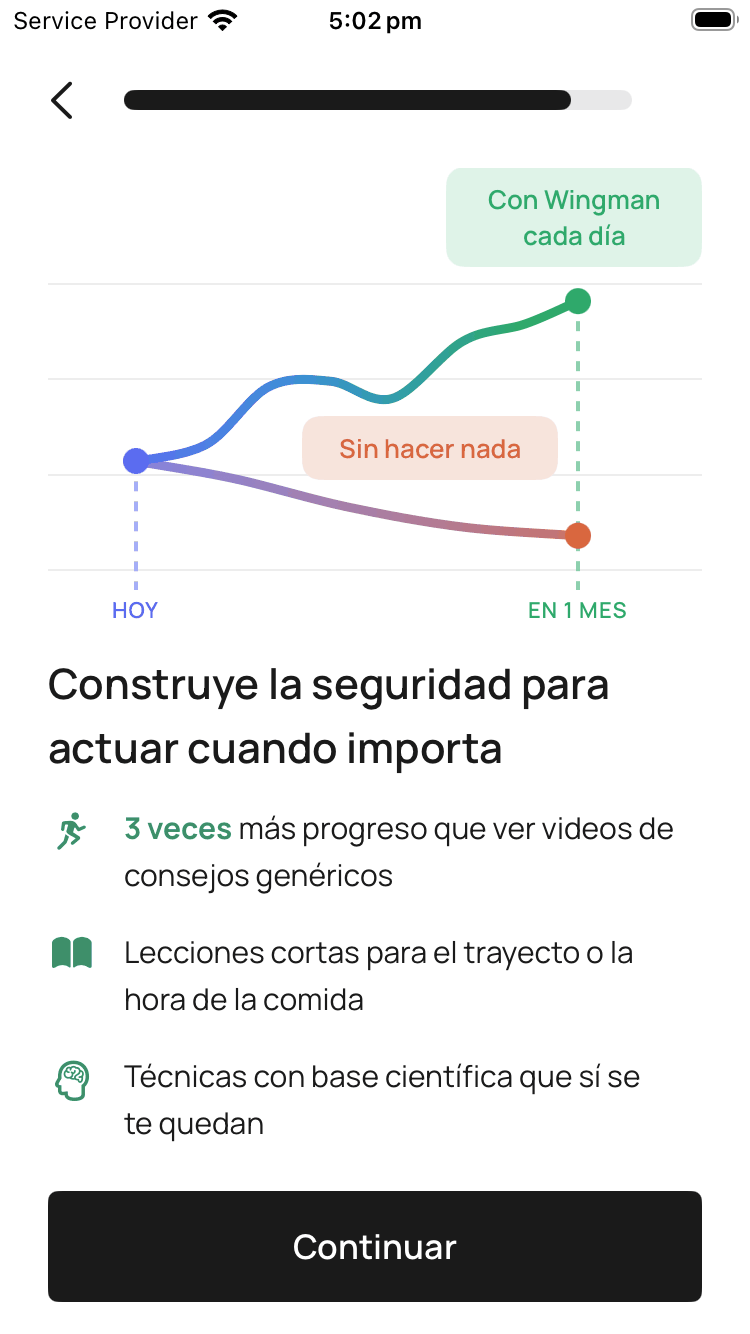 Service Provider 5:02 pm
Con Wingman
cada día
Sin hacer nada
HOY EN 1 MES
Construye la seguridad para
actuar cuando importa
3 veces más progreso que ver videos de
consejos genéricos
Lecciones cortas para el trayecto o la
hora de la comida
Técnicas con base científica que sí se
te quedan
Continuar